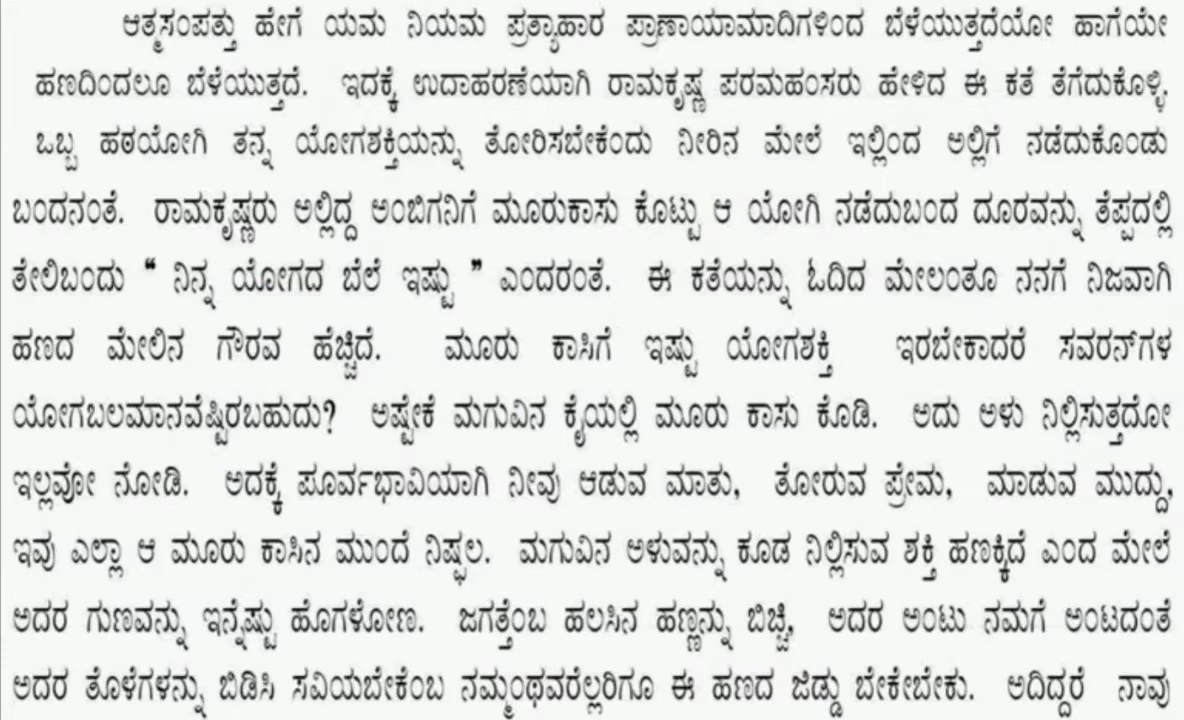 ಆತ್ಮಸಂಪತ್ತು ಹೇಗೆ ಯಮ ನಿಯಮ ಪ್ರತ್ಯಾಹಾರ ಪ್ರಾಣಾಯಾಮಾದಿಗಳಿಂದ ಬೆಳೆಯುತ್ತದೆಯೋ ಹಾಗೆಯೇ
ಹಣದಿಂದಲೂ ಬೆಳೆಯುತ್ತದೆ. ಇದಕ್ಕೆ ಉದಾಹರಣೆಯಾಗಿ ರಾಮಕೃಷ್ಣ ಪರಮಹಂಸರು ಹೇಳಿದ ಈ ಕತೆ ತೆಗೆದುಕೊಳ್ಳಿ.
ಒಬ್ಬ ಹಠಯೋಗಿ ತನ್ನ ಯೋಗಶಕ್ತಿಯನ್ನು ತೋರಿಸಬೇಕೆಂದು ನೀರಿನ ಮೇಲೆ ಇಲ್ಲಿಂದ ಅಲ್ಲಿಗೆ ನಡೆದುಕೊಂಡು
ಬಂದನಂತೆ. ರಾಮಕೃಷ್ಣರು ಅಲ್ಲಿದ್ದ ಅಂಬಿಗನಿಗೆ ಮೂರುಕಾಸು ಕೊಟ್ಟು ಆ ಯೋಗಿ ನಡೆದುಬಂದ ದೂರವನ್ನು ತೆಪ್ಪದಲ್ಲಿ
ತೇಲಿಬಂದು “ ನಿನ್ನ ಯೋಗದ ಬೆಲೆ ಇಷ್ಟು ” ಎಂದರಂತೆ. ಈ ಕತೆಯನ್ನು ಓದಿದ ಮೇಲಂತೂ ನನಗೆ ನಿಜವಾಗಿ
ಹಣದ ಮೇಲಿನ ಗೌರವ ಹೆಚ್ಚಿದೆ. ಮೂರು ಕಾಸಿಗೆ ಇಷ್ಟು ಯೋಗಶಕ್ತಿ ಇರಬೇಕಾದರೆ ಸವರನ್‌ಗಳ
ಯೋಗಬಲಮಾನವೆಷ್ಟಿರಬಹುದು? ಅಷ್ಟೇಕೆ ಮಗುವಿನ ಕೈಯಲ್ಲಿ ಮೂರು ಕಾಸು ಕೊಡಿ. ಅದು ಅಳು ನಿಲ್ಲಿಸುತ್ತದೋ
ಇಲ್ಲವೋ ನೋಡಿ. ಅದಕ್ಕೆ ಪೂರ್ವಭಾವಿಯಾಗಿ ನೀವು ಆಡುವ ಮಾತು, ತೋರುವ ಪ್ರೇಮ, ಮಾಡುವ ಮುದ್ದು,
ಇವು ಎಲ್ಲಾ ಆ ಮೂರು ಕಾಸಿನ ಮುಂದೆ ನಿಷ್ಫಲ. ಮಗುವಿನ ಅಳುವನ್ನು ಕೂಡ ನಿಲ್ಲಿಸುವ ಶಕ್ತಿ ಹಣಕ್ಕಿದೆ ಎಂದ ಮೇಲೆ
ಅದರ ಗುಣವನ್ನು ಇನ್ನೆಷ್ಟು ಹೊಗಳೋಣ. ಜಗತ್ತೆಂಬ ಹಲಸಿನ ಹಣ್ಣನ್ನು ಬಿಚ್ಚಿ, ಅದರ ಅಂಟು ನಮಗೆ ಅಂಟದಂತೆ
ಅದರ ತೊಳೆಗಳನ್ನು ಬಿಡಿಸಿ ಸವಿಯಬೇಕೆಂಬ ನಮ್ಮಂಥವರೆಲ್ಲರಿಗೂ ಈ ಹಣದ ಜಿಡ್ಡು ಬೇಕೇಬೇಕು. ಅದಿದ್ದರೆ ನಾವು